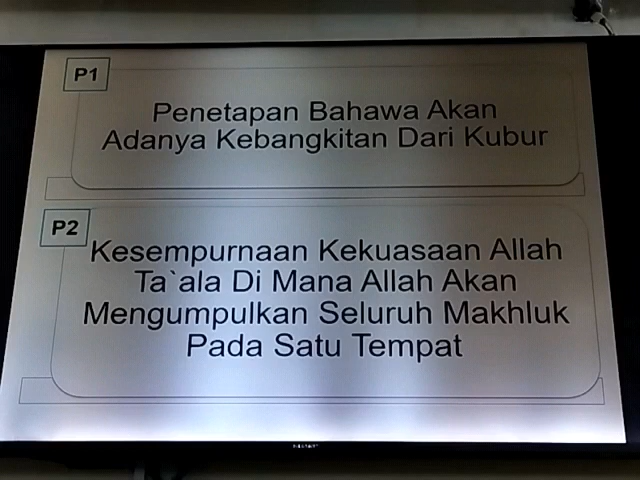 P1
Penetapan Bahawa Akan
Adanya Kebangkitan Dari Kubur
P2
Kesempurnaan Kekuasaan Allah
Ta`ala Di Mana Allah Akan
Mengumpulkan Seluruh Makhluk
Pada Satu Tempat